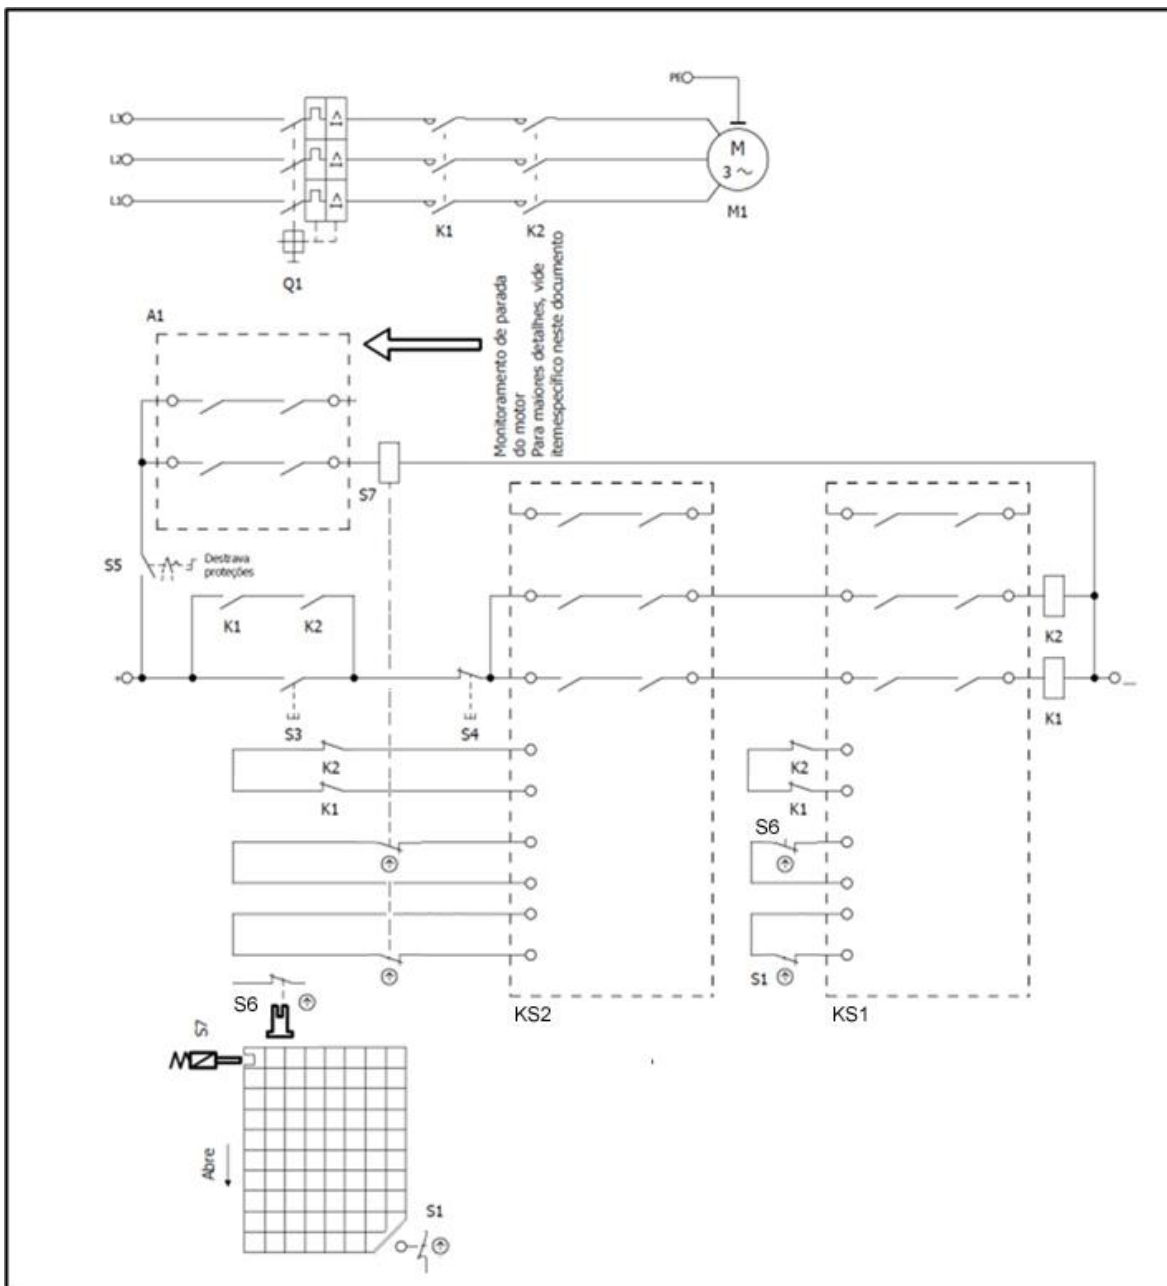 PE
L3
L2
L1
M
3 ~
M1
K1
K2
Q1
A1
Monitoramento de parada
do motor
Para maiores detalhes, vide
itemespecífico neste documento
S7
S5
Destrava
proteções
K1
K2
K2
+
S3
S4
K1
K2
K1
K2
K1
S6
S1
S6
KS2
KS1
S7
Abre
S1